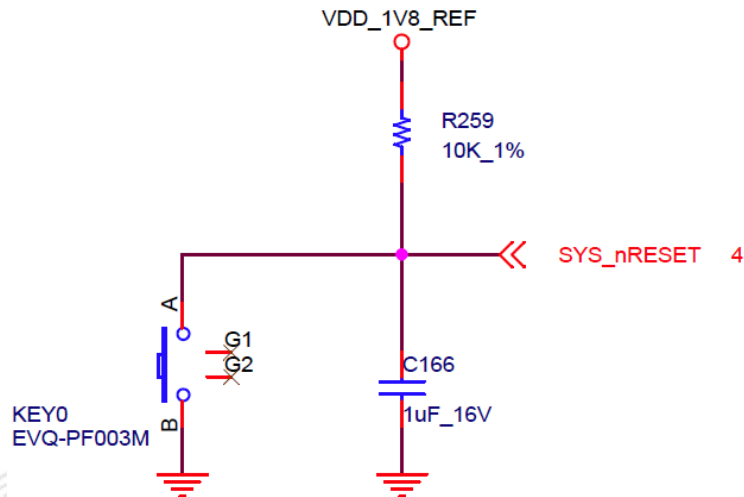 VDD_1V8_REF
R259
10K_1%
SYS_nRESET 4
A
G1
G2
C166
1uF_16V
B
KEY0
EVQ-PF003M